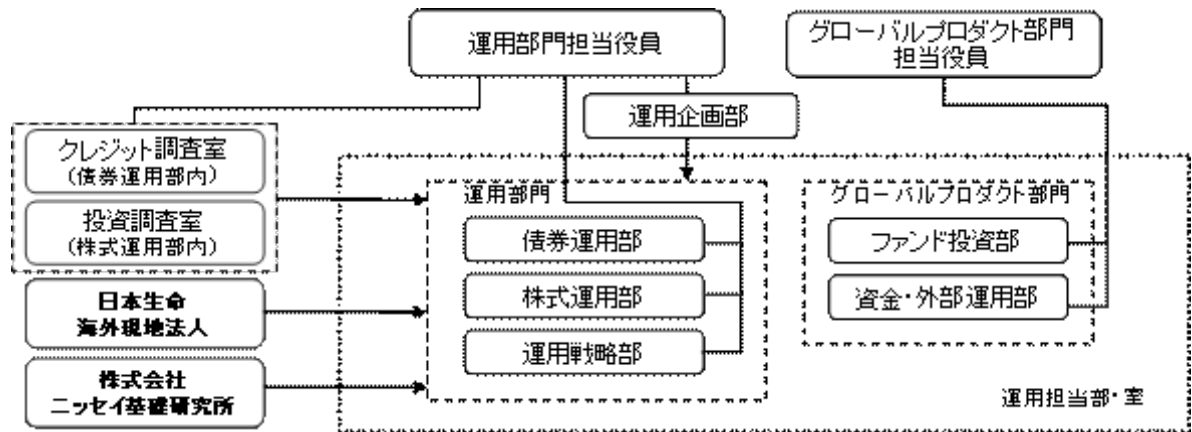 運用部門担当役員
グローバルプロダクト部門
担当役員
運用企画部
クレジット調査室
(債券運用部内)
投資調査室
(株式運用部内)
日本生命
海外現地法人
株式会社
ニッセイ基礎研究所
運用部門
債券運用部
株式運用部
運用戦略部
グローバルプロダクト部門
ファンド投資部
資金・外部運用部
運用担当部・室